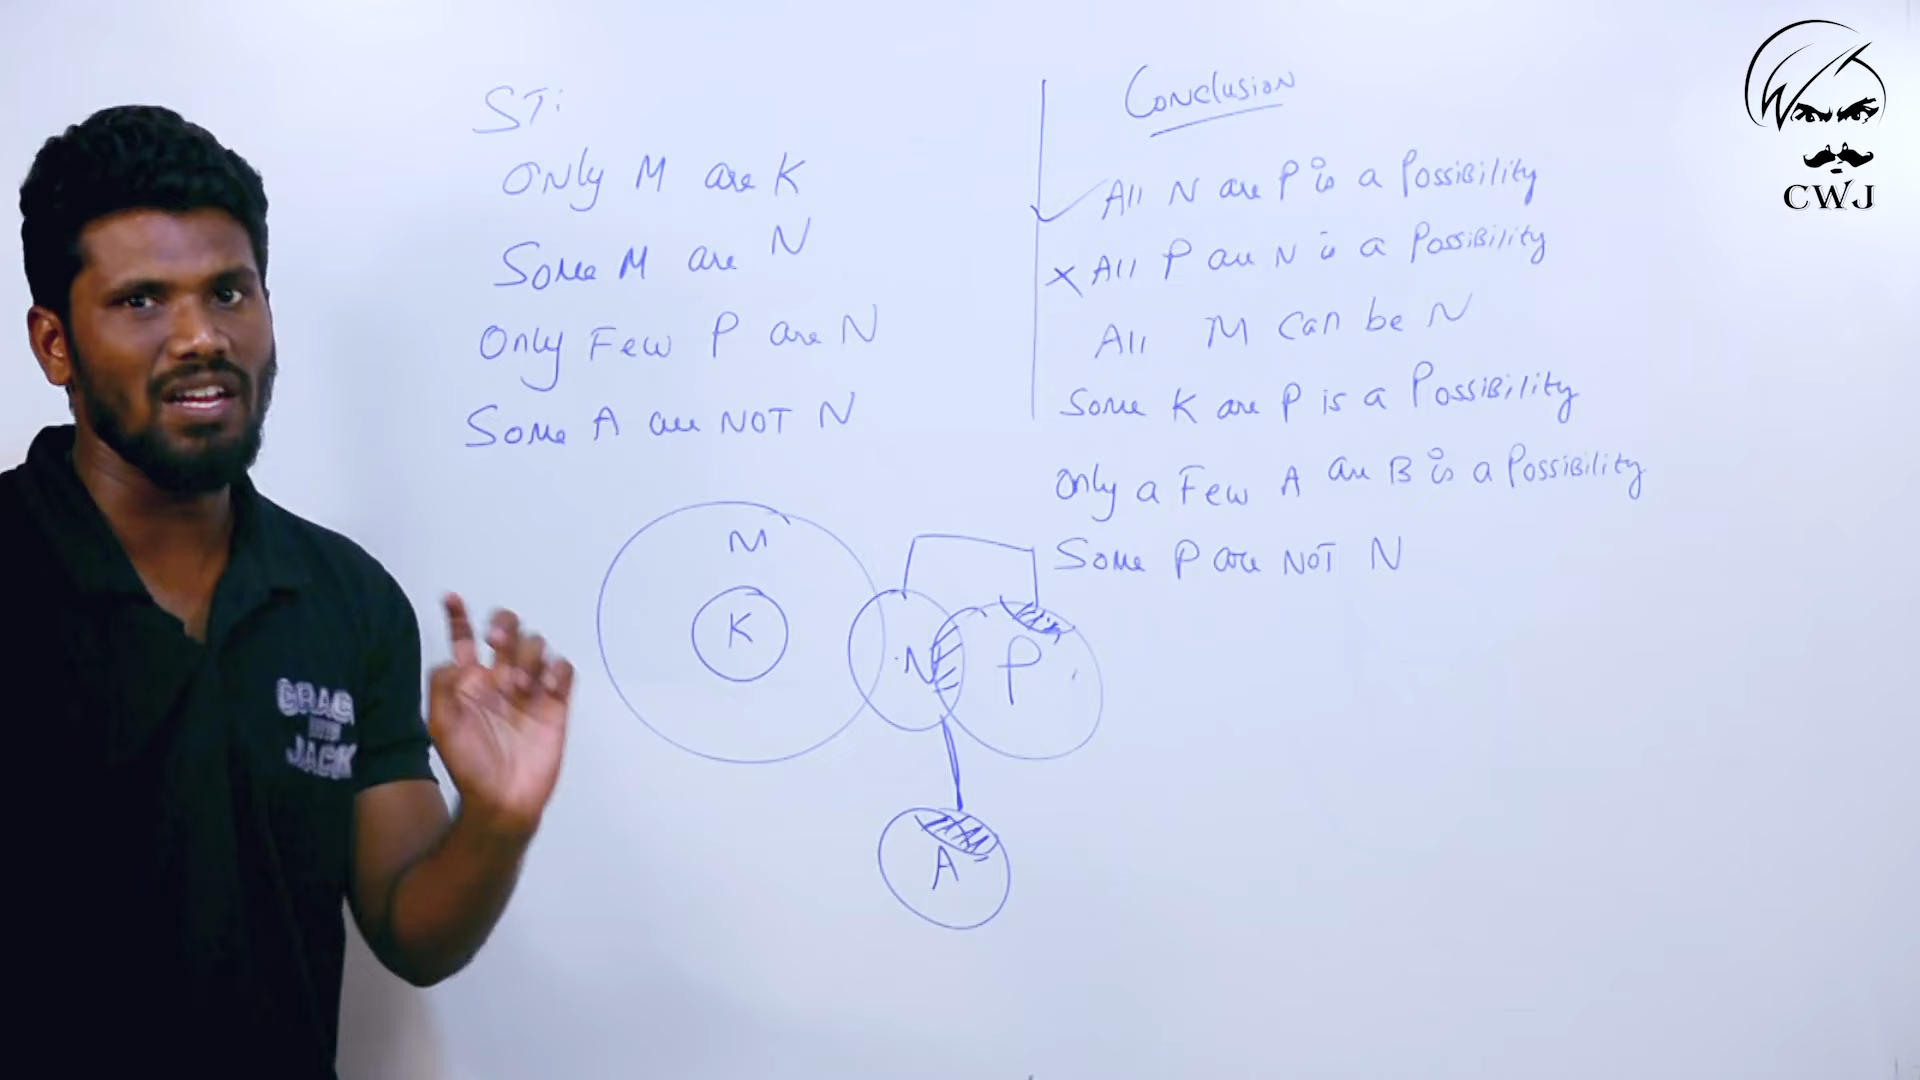 ST:
Only M are K
Some M are N
Only Few P are N
Some A are NOT N
Conclusion
All N are P is a Possibility
All P are N is a Possibility
All M can be N
Some K are P is a Possibility
Only a Few A are B is a Possibility
Some P are NOT N
M
K
N
P
A
CRACK
JACK
CWJ